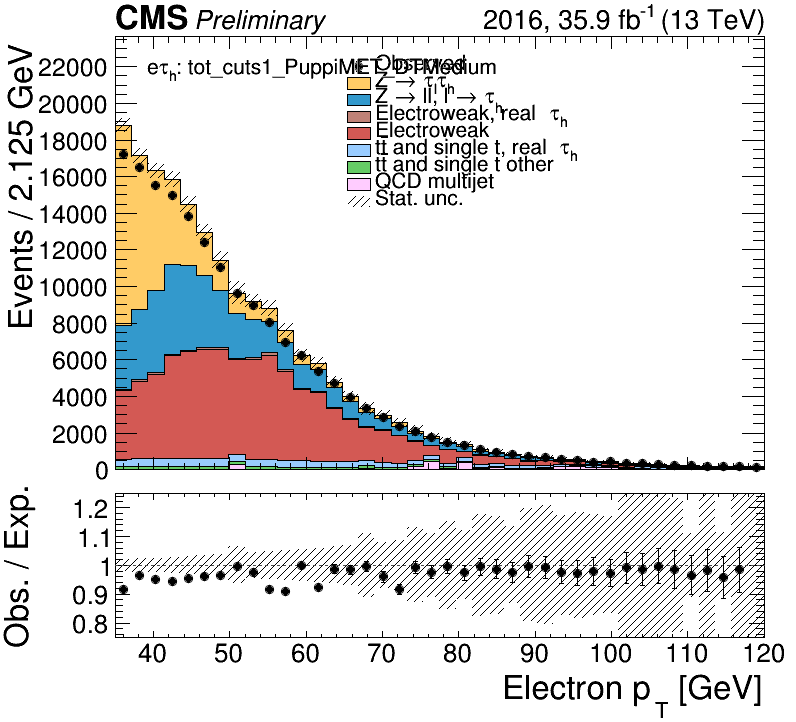 CMS Preliminary 2016, 35.9 fb⁻¹ (13 TeV)
eτh: tot_cuts1_PuppiMET_DTMedium
Observed
Z → τ τh
Z → ll, l → τh
Electroweak, real τh
Electroweak
tt̄ and single t, real τh
tt̄ and single t other
QCD multijet
Stat. unc.
Events / 2.125 GeV
22000
20000
18000
16000
14000
12000
10000
8000
6000
4000
2000
0
Obs. / Exp.
1.2
1.1
1
0.9
0.8
40 50 60 70 80 90 100 110 120
Electron pT [GeV]